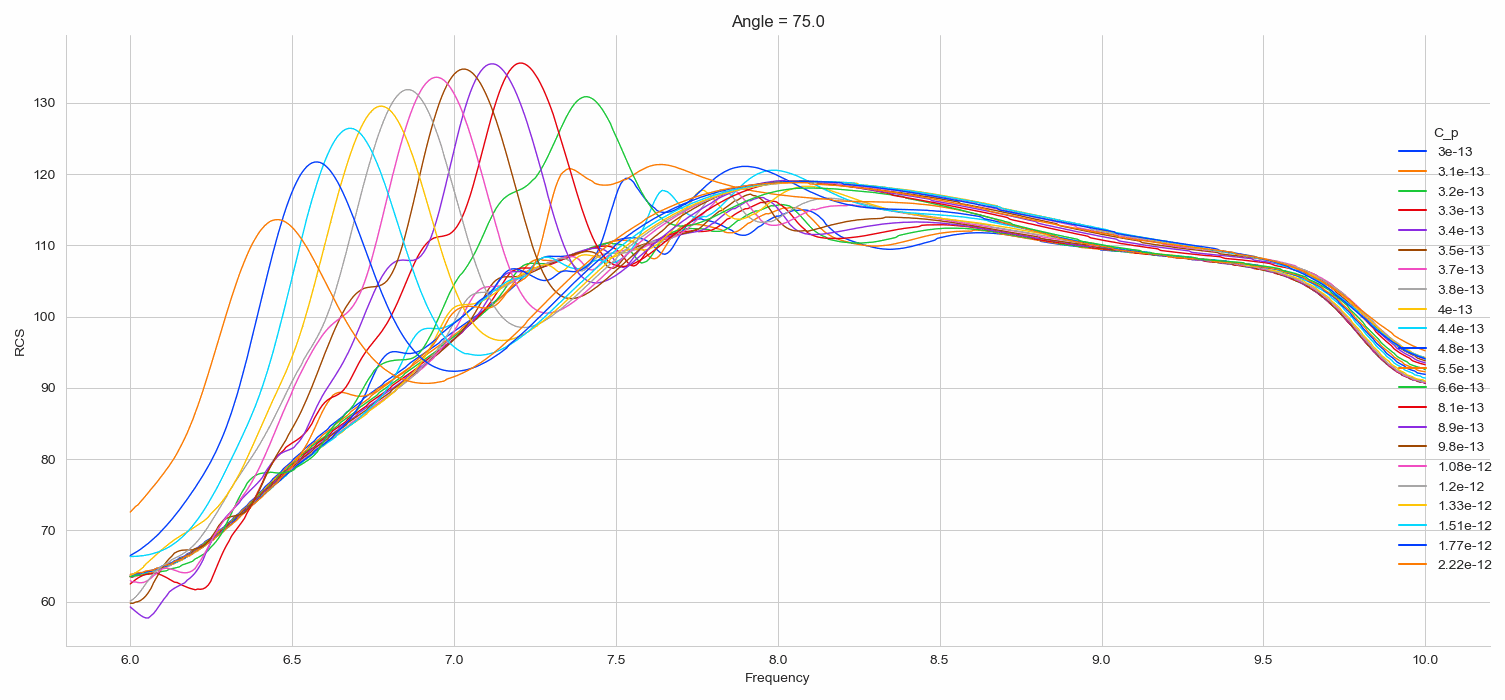 Angle = 75.0
130
120
110
100
90
80
70
60
RCS
6.0 6.5 7.0 7.5 8.0 8.5 9.0 9.5 10.0
Frequency
C_p
3e-13
3.1e-13
3.2e-13
3.3e-13
3.4e-13
3.5e-13
3.7e-13
3.8e-13
4e-13
4.4e-13
4.8e-13
5.5e-13
6.6e-13
8.1e-13
8.9e-13
9.8e-13
1.08e-12
1.2e-12
1.33e-12
1.51e-12
1.77e-12
2.22e-12